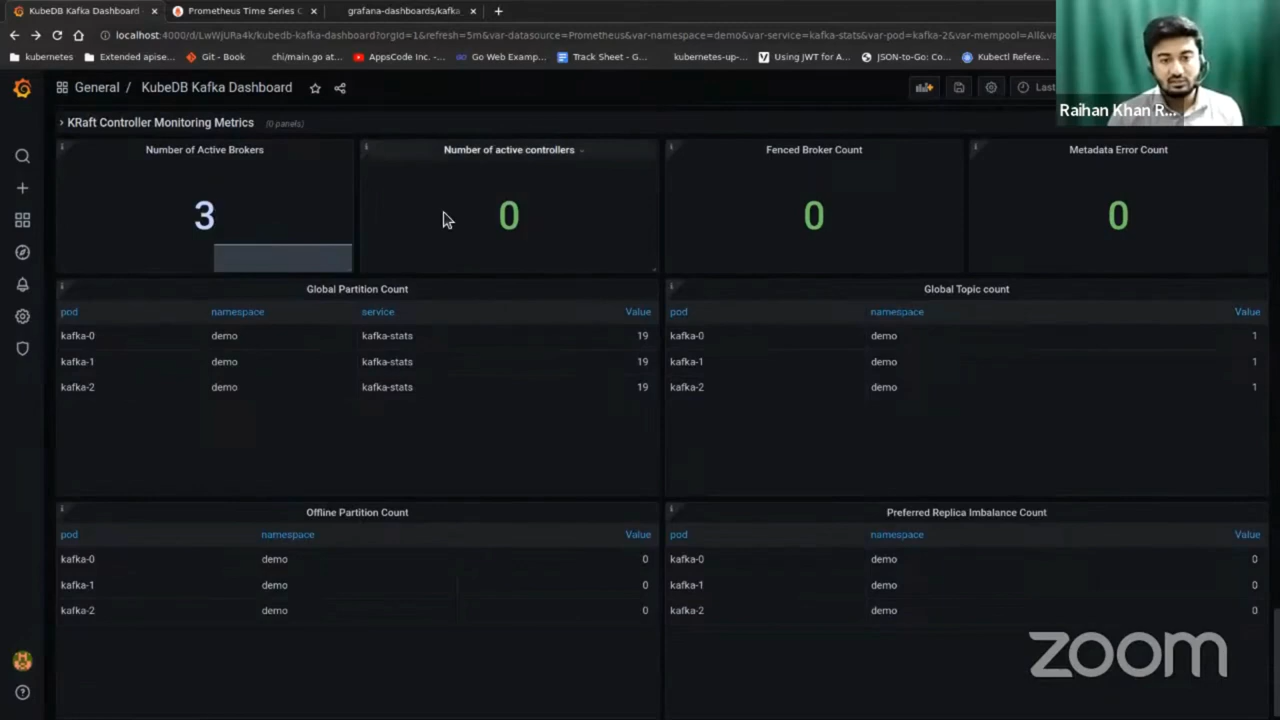 KubeDB Kafka Dashboard
Prometheus Time Series C
grafana-dashboards/kafka
localhost:4000/d/LwWjURa4k/kubedb-kafka-dashboard?orgId=1&refresh=5m&var-datasource=Prometheus&var-namespace=demo&var-service=kafka-stats&var-pod=kafka-2&var-mempool=All&v
kubernetes
Extended apise...
Git - Book
chi/main.go at...
AppsCode Inc. -...
Go Web Examp...
Track Sheet - G...
kubernetes-up-...
Using JWT for A...
JSON-to-Go: Co...
Kubectl Refere...
General / KubeDB Kafka Dashboard
Last
Raihan Khan R...
KRaft Controller Monitoring Metrics (0 panels)
Number of Active Brokers
Number of active controllers
Fenced Broker Count
Metadata Error Count
3
0
0
0
Global Partition Count
pod namespace service Value
kafka-0 demo kafka-stats 19
kafka-1 demo kafka-stats 19
kafka-2 demo kafka-stats 19
Global Topic count
pod namespace Value
kafka-0 demo 1
kafka-1 demo 1
kafka-2 demo 1
Offline Partition Count
pod namespace Value
kafka-0 demo 0
kafka-1 demo 0
kafka-2 demo 0
Preferred Replica Imbalance Count
pod namespace Value
kafka-0 demo 0
kafka-1 demo 0
kafka-2 demo 0
zoom